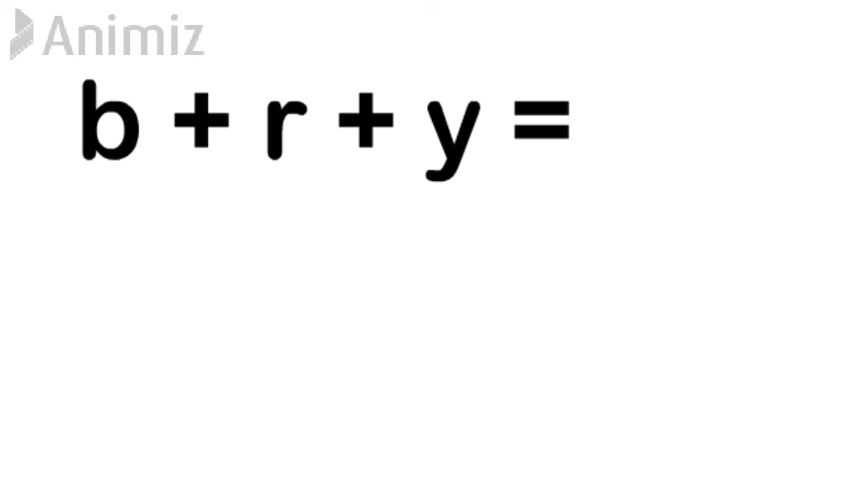 Animiz
b + r + y =